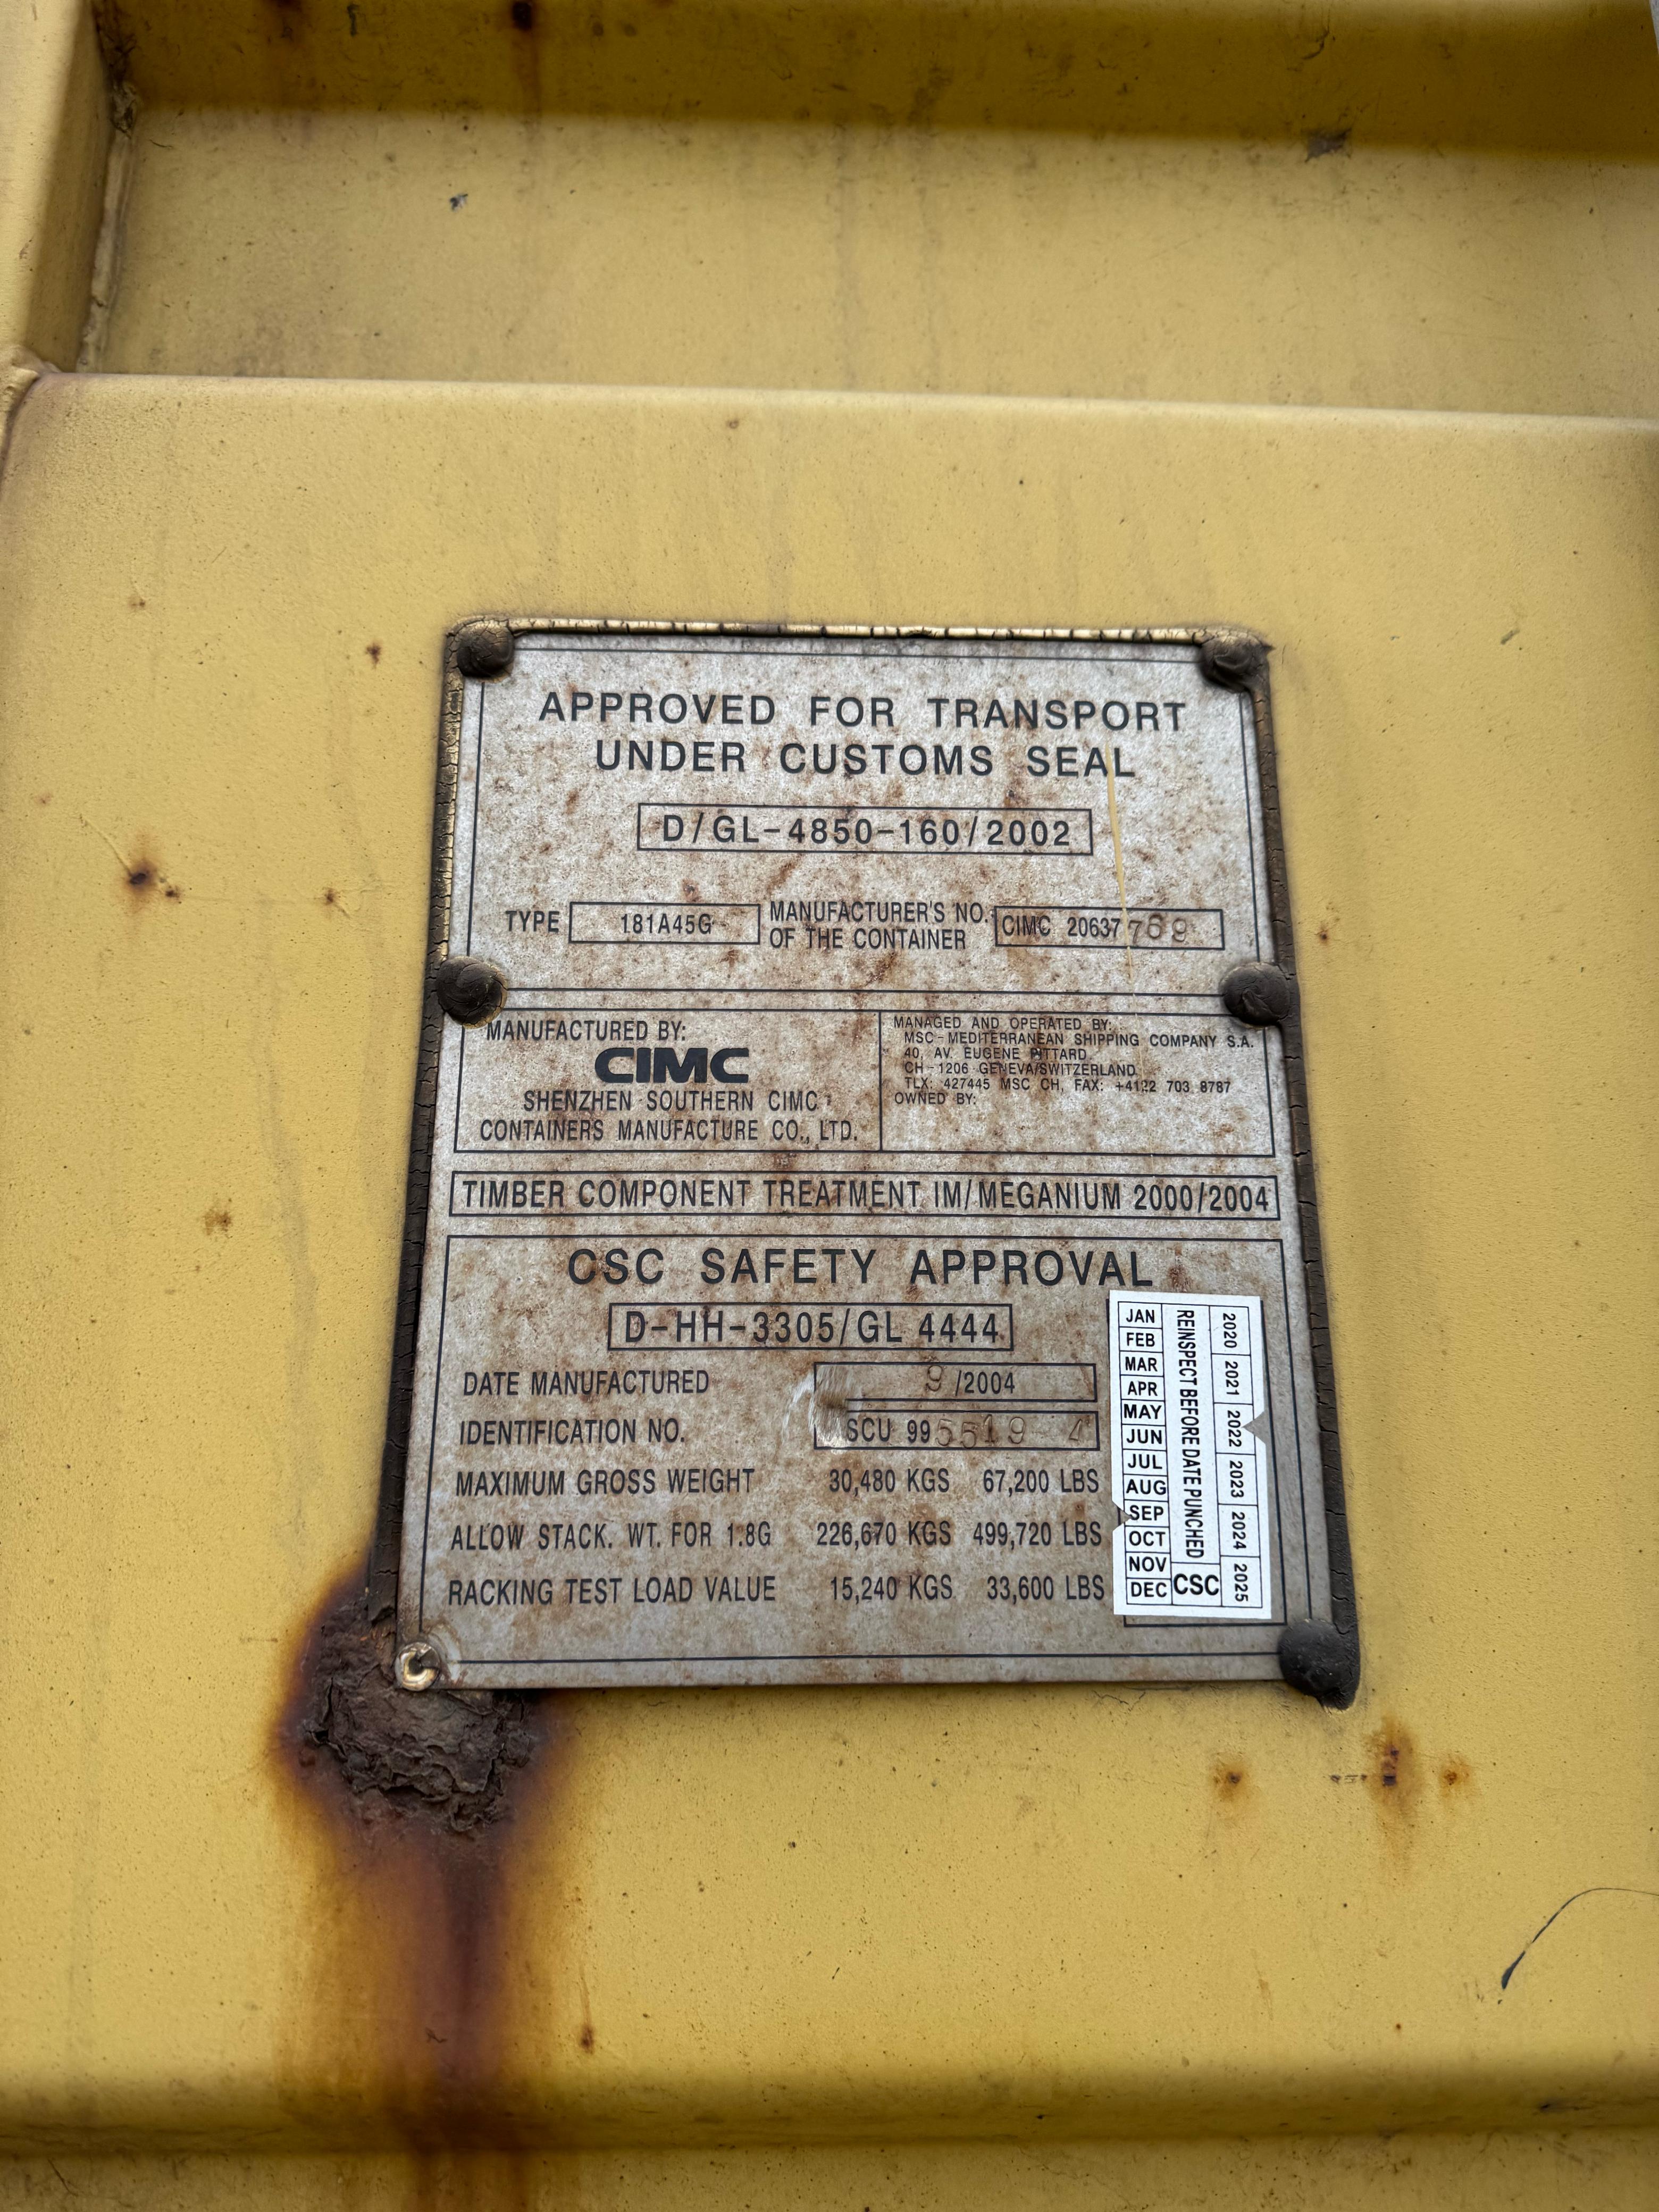 APPROVED FOR TRANSPORT
UNDER CUSTOMS SEAL
D/GL-4850-160/2002
TYPE 181A45G MANUFACTURER'S NO. OF THE CONTAINER CIMC 20637769
MANUFACTURED BY:
CIMC
SHENZHEN SOUTHERN CIMC
CONTAINERS MANUFACTURE CO., LTD.
MANAGED AND OPERATED BY:
MSC-MEDITERRANEAN SHIPPING COMPANY S.A.
40, AV. EUGENE PITTARD
CH-1206 GENEVA/SWITZERLAND
TLX: 427445 MSC CH, FAX: +4122 703 8787
OWNED BY:
TIMBER COMPONENT TREATMENT IM/MEGANIUM 2000/2004
CSC SAFETY APPROVAL
D-HH-3305/GL 4444
DATE MANUFACTURED 9/2004
IDENTIFICATION NO. SCU 995519 4
MAXIMUM GROSS WEIGHT 30,480 KGS 67,200 LBS
ALLOW STACK. WT. FOR 1.8G 226,670 KGS 499,720 LBS
RACKING TEST LOAD VALUE 15,240 KGS 33,600 LBS
JAN
FEB
MAR
APR
MAY
JUN
JUL
AUG
SEP
OCT
NOV
DEC
REINSPECT BEFORE DATE PUNCHED
CSC
2020 2021 2022 2023 2024 2025